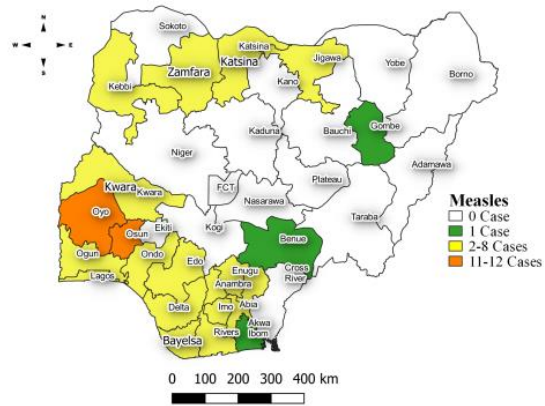 N
W E
S
Sokoto
Katsina
Zamfara Katsina
Jigawa
Yobe
Borno
Kebbi
Kano
Gombe
Bauchi
Kaduna
Niger
Adamawa
Plateau
FCT
Kwara
Kwara
Nasarawa
Taraba
Oyo
Osun
Ekiti
Kogi
Benue
Ogun
Ondo
Edo
Enugu
Lagos
Anambra
Cross
River
Delta
Imo
Abia
Akwa
Ibom
Rivers
Bayelsa
Measles
0 Case
1 Case
2-8 Cases
11-12 Cases
0 100 200 300 400 km